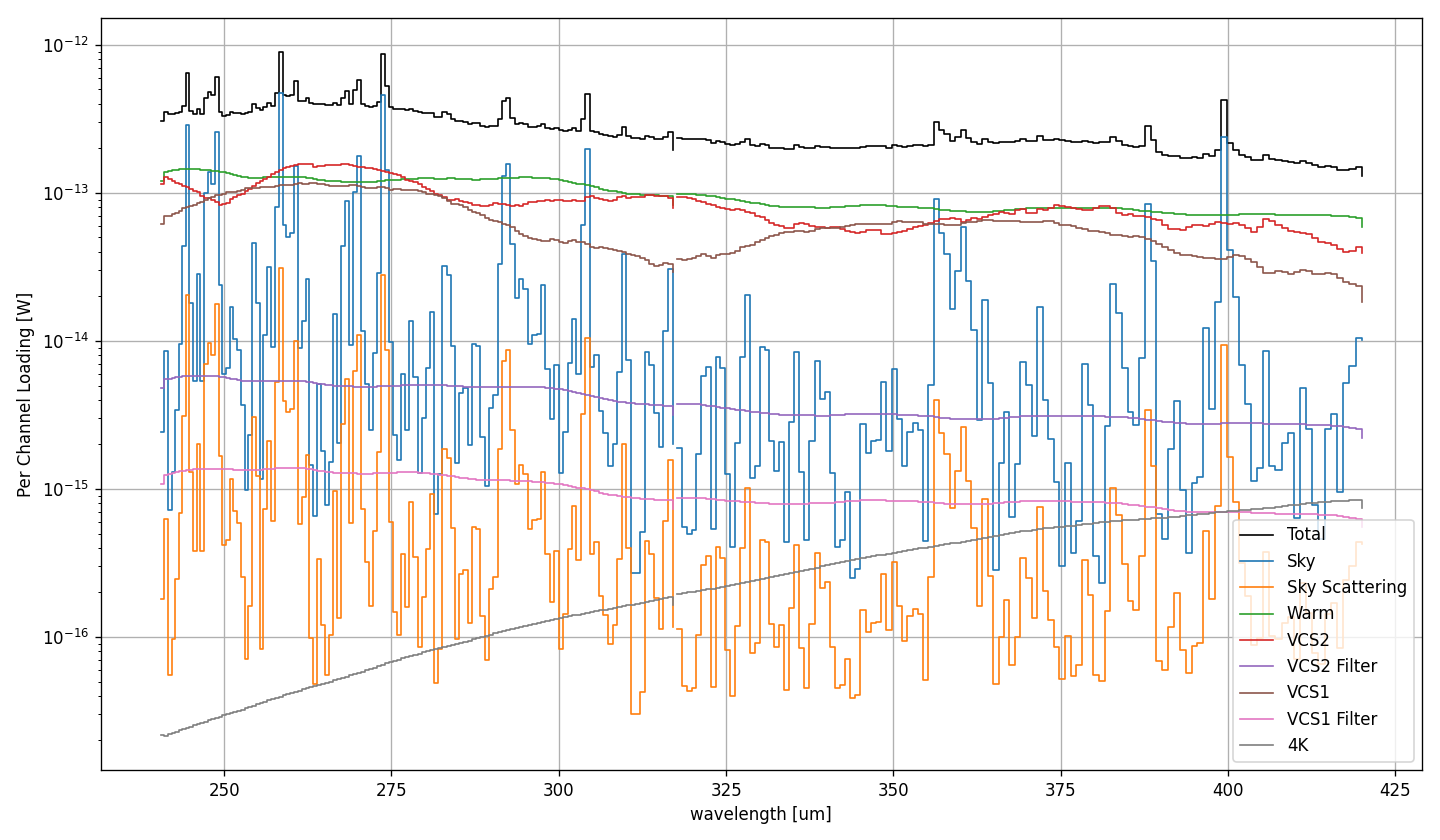 10⁻¹²
10⁻¹³
10⁻¹⁴
10⁻¹⁵
10⁻¹⁶
Per Channel Loading [W]
Total
Sky
Sky Scattering
Warm
VCS2
VCS2 Filter
VCS1
VCS1 Filter
4K
250 275 300 325 350 375 400 425
wavelength [um]